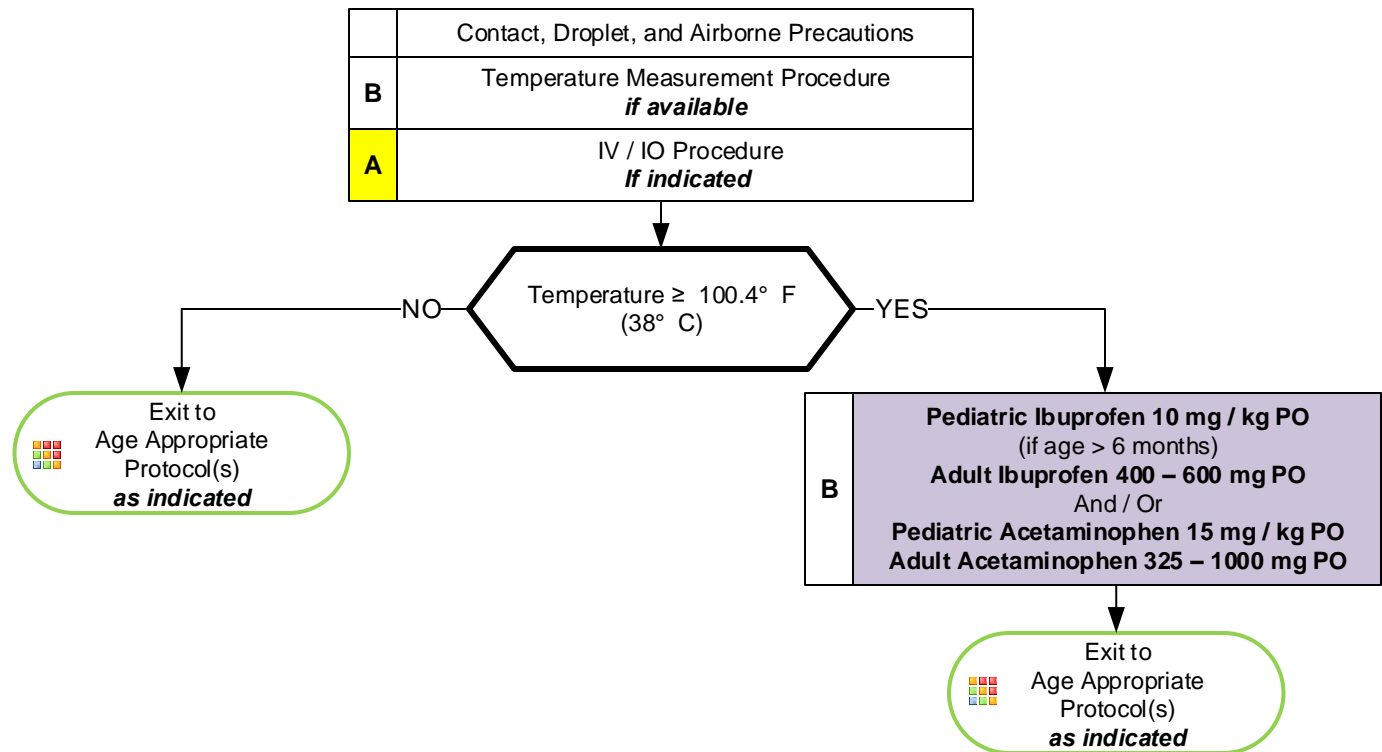 Contact, Droplet, and Airborne Precautions
B
Temperature Measurement Procedure
if available
A
IV / IO Procedure
If indicated
Temperature ≥ 100.4° F
(38° C)
NO
YES
Exit to
Age Appropriate
Protocol(s)
as indicated
B
Pediatric Ibuprofen 10 mg / kg PO
(if age > 6 months)
Adult Ibuprofen 400 – 600 mg PO
And / Or
Pediatric Acetaminophen 15 mg / kg PO
Adult Acetaminophen 325 – 1000 mg PO
Exit to
Age Appropriate
Protocol(s)
as indicated